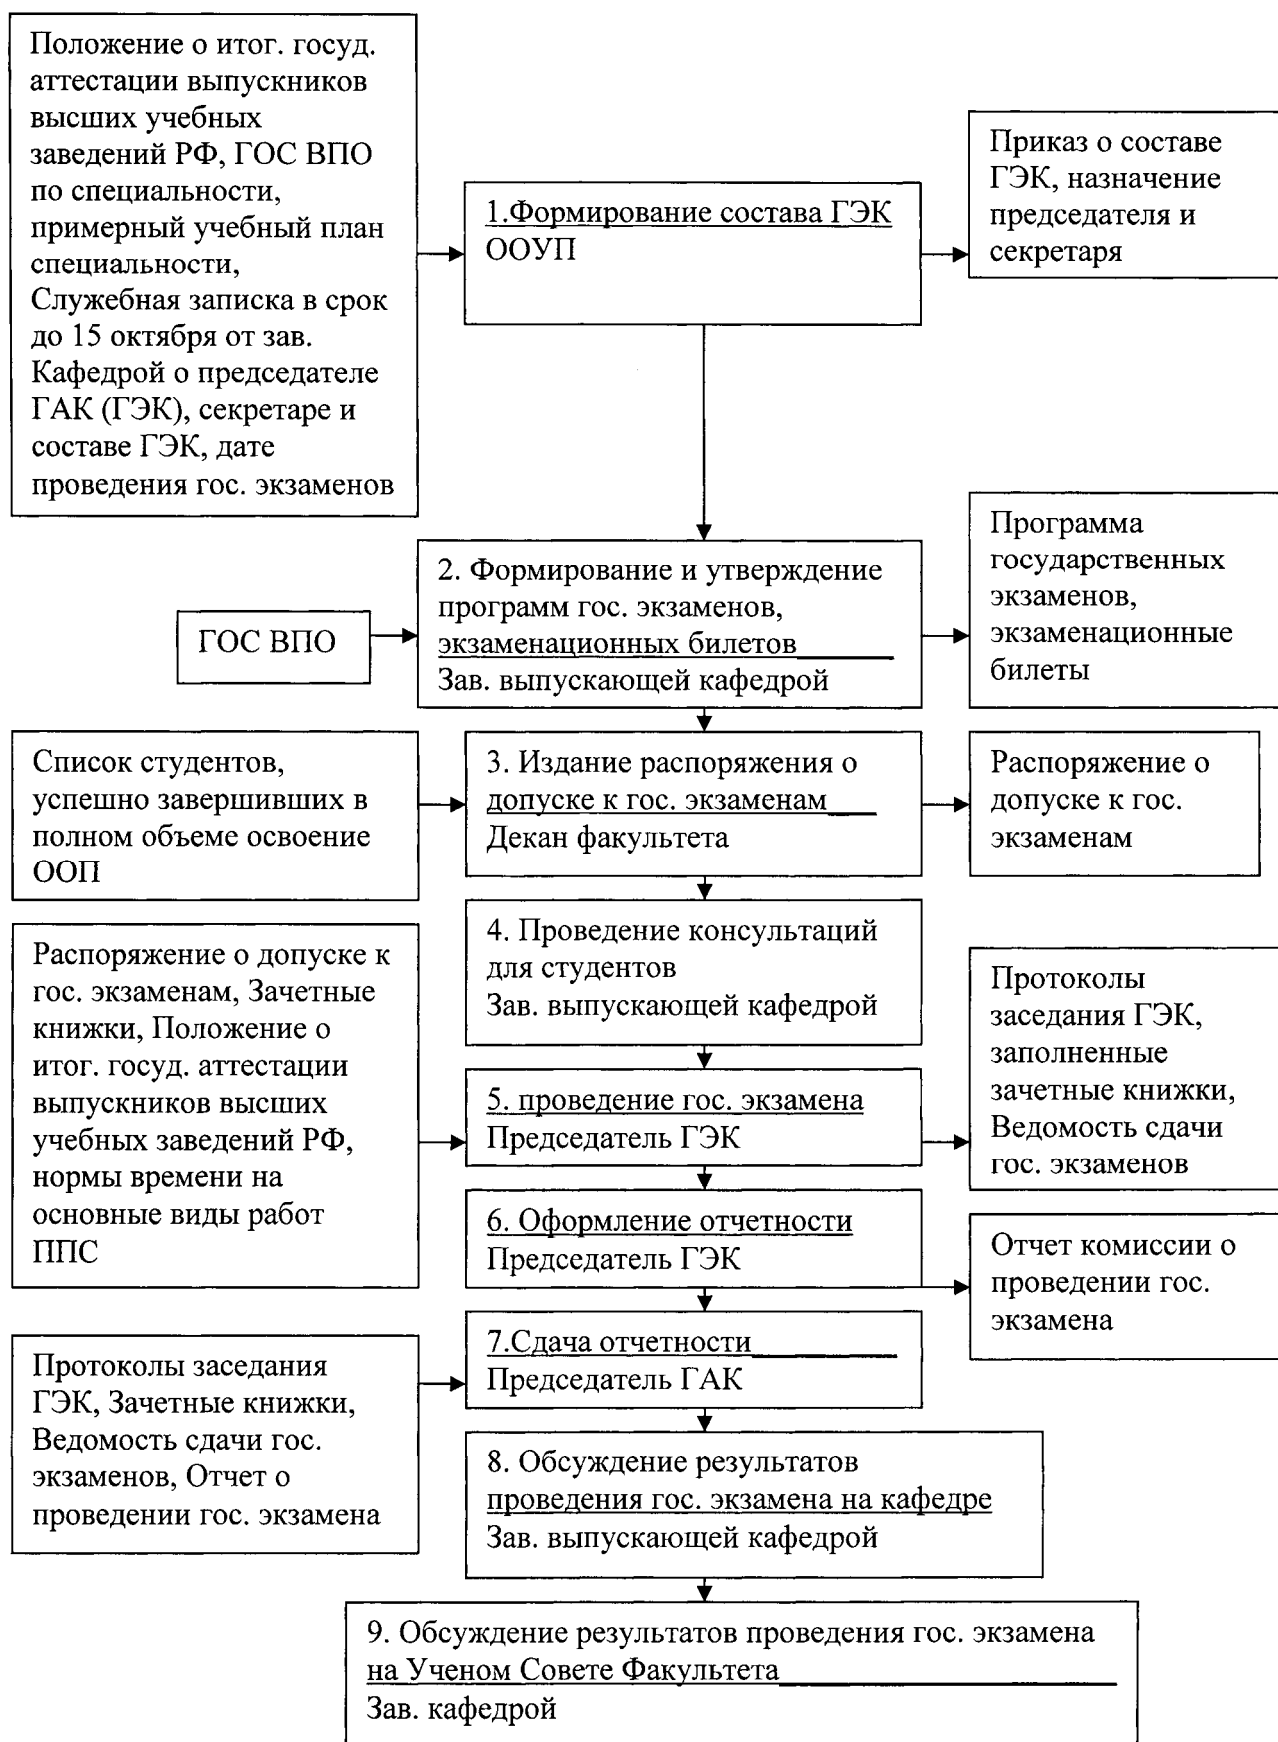 Положение о итог. госуд.
аттестации выпускников
высших учебных
заведений РФ, ГОС ВПО
по специальности,
примерный учебный план
специальности,
Служебная записка в срок
до 15 октября от зав.
Кафедрой о председателе
ГАК (ГЭК), секретаре и
составе ГЭК, дате
проведения гос. экзаменов
1.Формирование состава ГЭК
ООУП
Приказ о составе
ГЭК, назначение
председателя и
секретаря
ГОС ВПО
2. Формирование и утверждение
программ гос. экзаменов,
экзаменационных билетов
Зав. выпускающей кафедрой
Программа
государственных
экзаменов,
экзаменационные
билеты
Список студентов,
успешно завершивших в
полном объеме освоение
ООП
3. Издание распоряжения о
допуске к гос. экзаменам
Декан факультета
Распоряжение о
допуске к гос.
экзаменам
4. Проведение консультаций
для студентов
Зав. выпускающей кафедрой
Распоряжение о допуске к
гос. экзаменам, Зачетные
книжки, Положение о
итог. госуд. аттестации
выпускников высших
учебных заведений РФ,
нормы времени на
основные виды работ
ППС
5. проведение гос. экзамена
Председатель ГЭК
Протоколы
заседания ГЭК,
заполненные
зачетные книжки,
Ведомость сдачи
гос. экзаменов
6. Оформление отчетности
Председатель ГЭК
Отчет комиссии о
проведении гос.
экзамена
Протоколы заседания
ГЭК, Зачетные книжки,
Ведомость сдачи гос.
экзаменов, Отчет о
проведении гос. экзамена
7.Сдача отчетности
Председатель ГАК
8. Обсуждение результатов
проведения гос. экзамена на кафедре
Зав. выпускающей кафедрой
9. Обсуждение результатов проведения гос. экзамена
на Ученом Совете Факультета
Зав. кафедрой